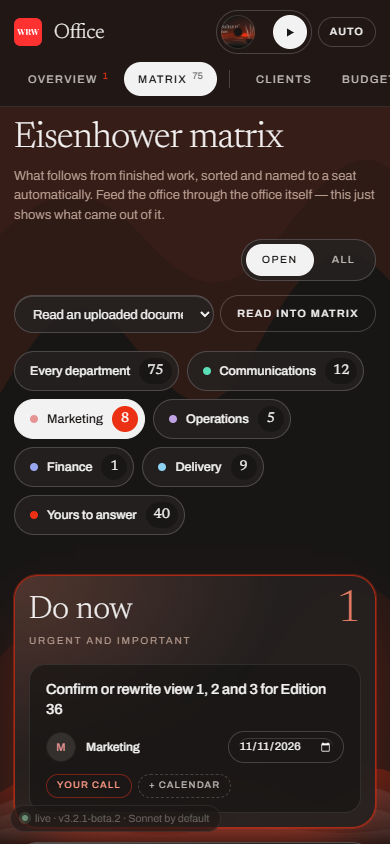 WRW
Office
AUTO
OVERVIEW 1
MATRIX 75
CLIENTS
BUDGE
Eisenhower matrix
What follows from finished work, sorted and named to a seat
automatically. Feed the office through the office itself — this just
shows what came out of it.
OPEN
ALL
Read an uploaded docume
READ INTO MATRIX
Every department 75
Communications 12
Marketing 8
Operations 5
Finance 1
Delivery 9
Yours to answer 40
Do now
1
URGENT AND IMPORTANT
Confirm or rewrite view 1, 2 and 3 for Edition
36
M
Marketing
11/11/2026
YOUR CALL
+ CALENDAR
live · v3.2.1-beta.2 · Sonnet by default